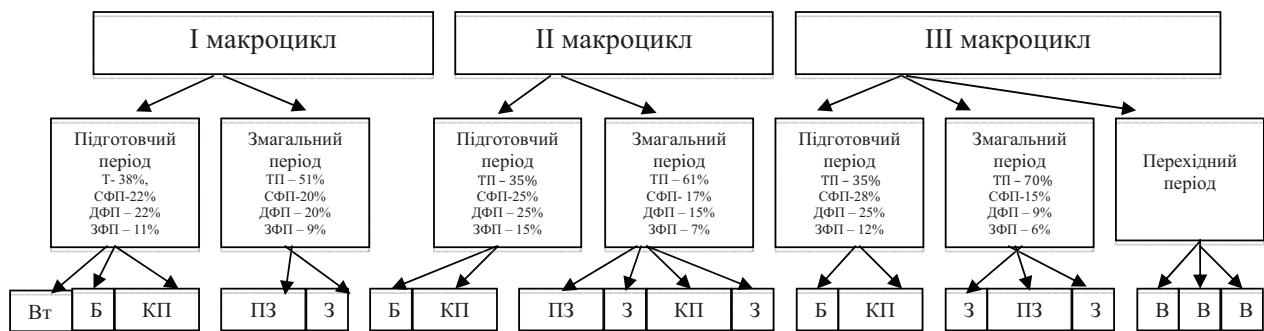 І макроцикл
ІІ макроцикл
ІІІ макроцикл
Підготовчий
період
Т- 38%,
СФП-22%
ДФП – 22%
ЗФП – 11%
Змагальний
період
ТП – 51%
СФП-20%
ДФП – 20%
ЗФП – 9%
Підготовчий
період
ТП – 35%
СФП-25%
ДФП – 25%
ЗФП – 15%
Змагальний
період
ТП – 61%
СФП- 17%
ДФП – 15%
ЗФП – 7%
Підготовчий
період
ТП – 35%
СФП-28%
ДФП – 25%
ЗФП – 12%
Змагальний
період
ТП – 70%
СФП-15%
ДФП – 9%
ЗФП – 6%
Перехідний
період
Вт Б КП ПЗ З Б КП ПЗ З КП З Б КП З ПЗ З В В В